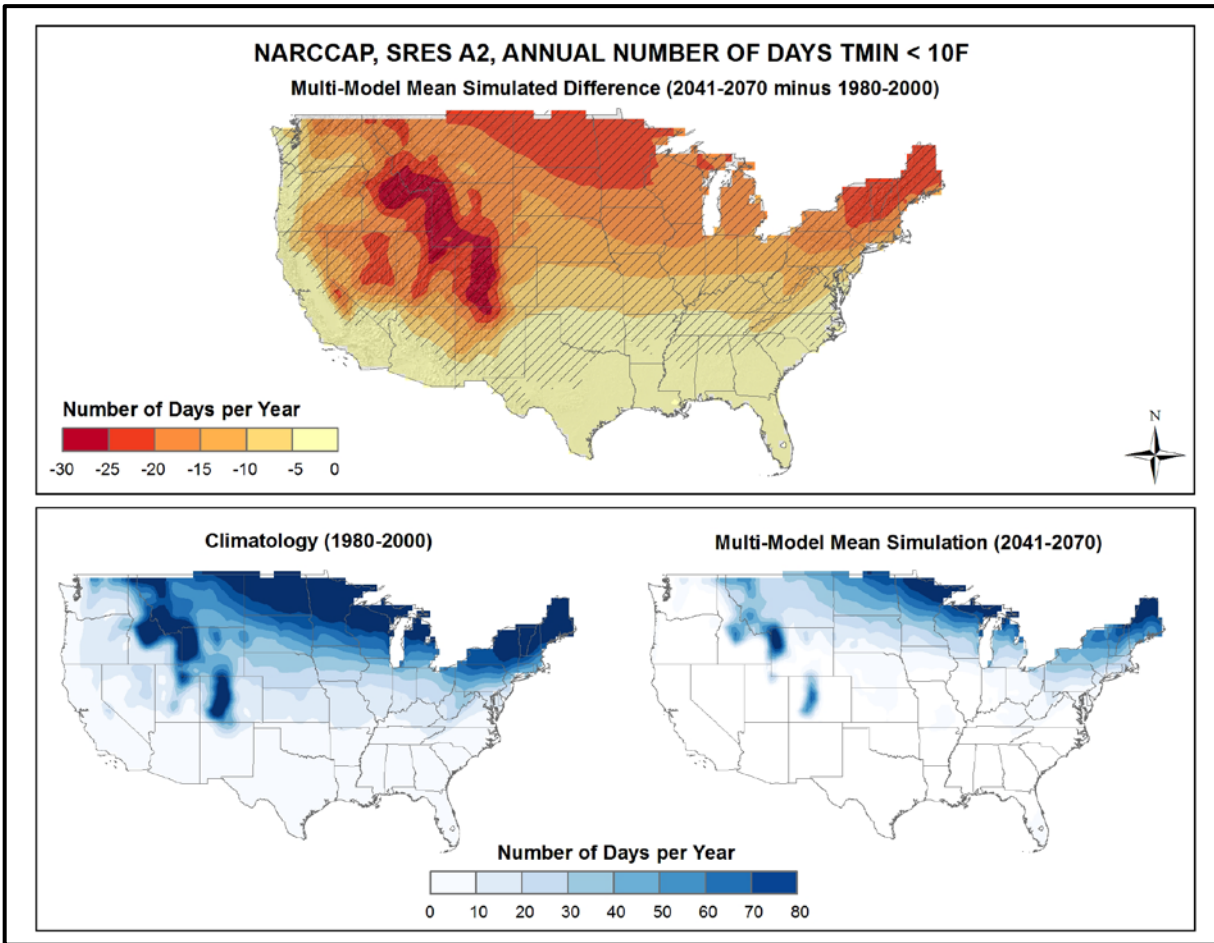 NARCCAP, SRES A2, ANNUAL NUMBER OF DAYS TMIN < 10F
Multi-Model Mean Simulated Difference (2041-2070 minus 1980-2000)
Number of Days per Year
-30 -25 -20 -15 -10 -5 0
N
Climatology (1980-2000)
Multi-Model Mean Simulation (2041-2070)
Number of Days per Year
0 10 20 30 40 50 60 70 80